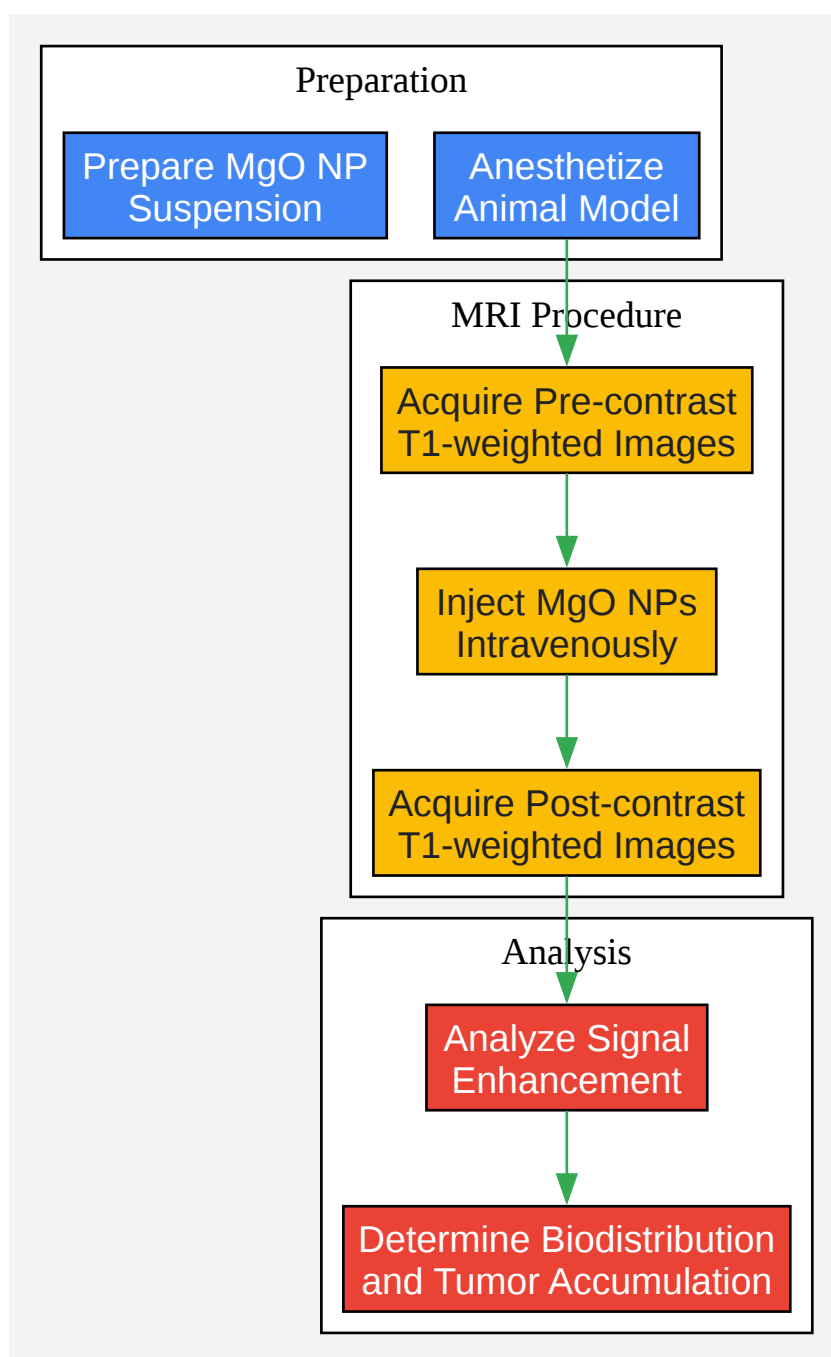 Preparation
Prepare MgO NP
Suspension
Anesthetize
Animal Model
MRI Procedure
Acquire Pre-contrast
T1-weighted Images
Inject MgO NPs
Intravenously
Acquire Post-contrast
T1-weighted Images
Analysis
Analyze Signal
Enhancement
Determine Biodistribution
and Tumor Accumulation